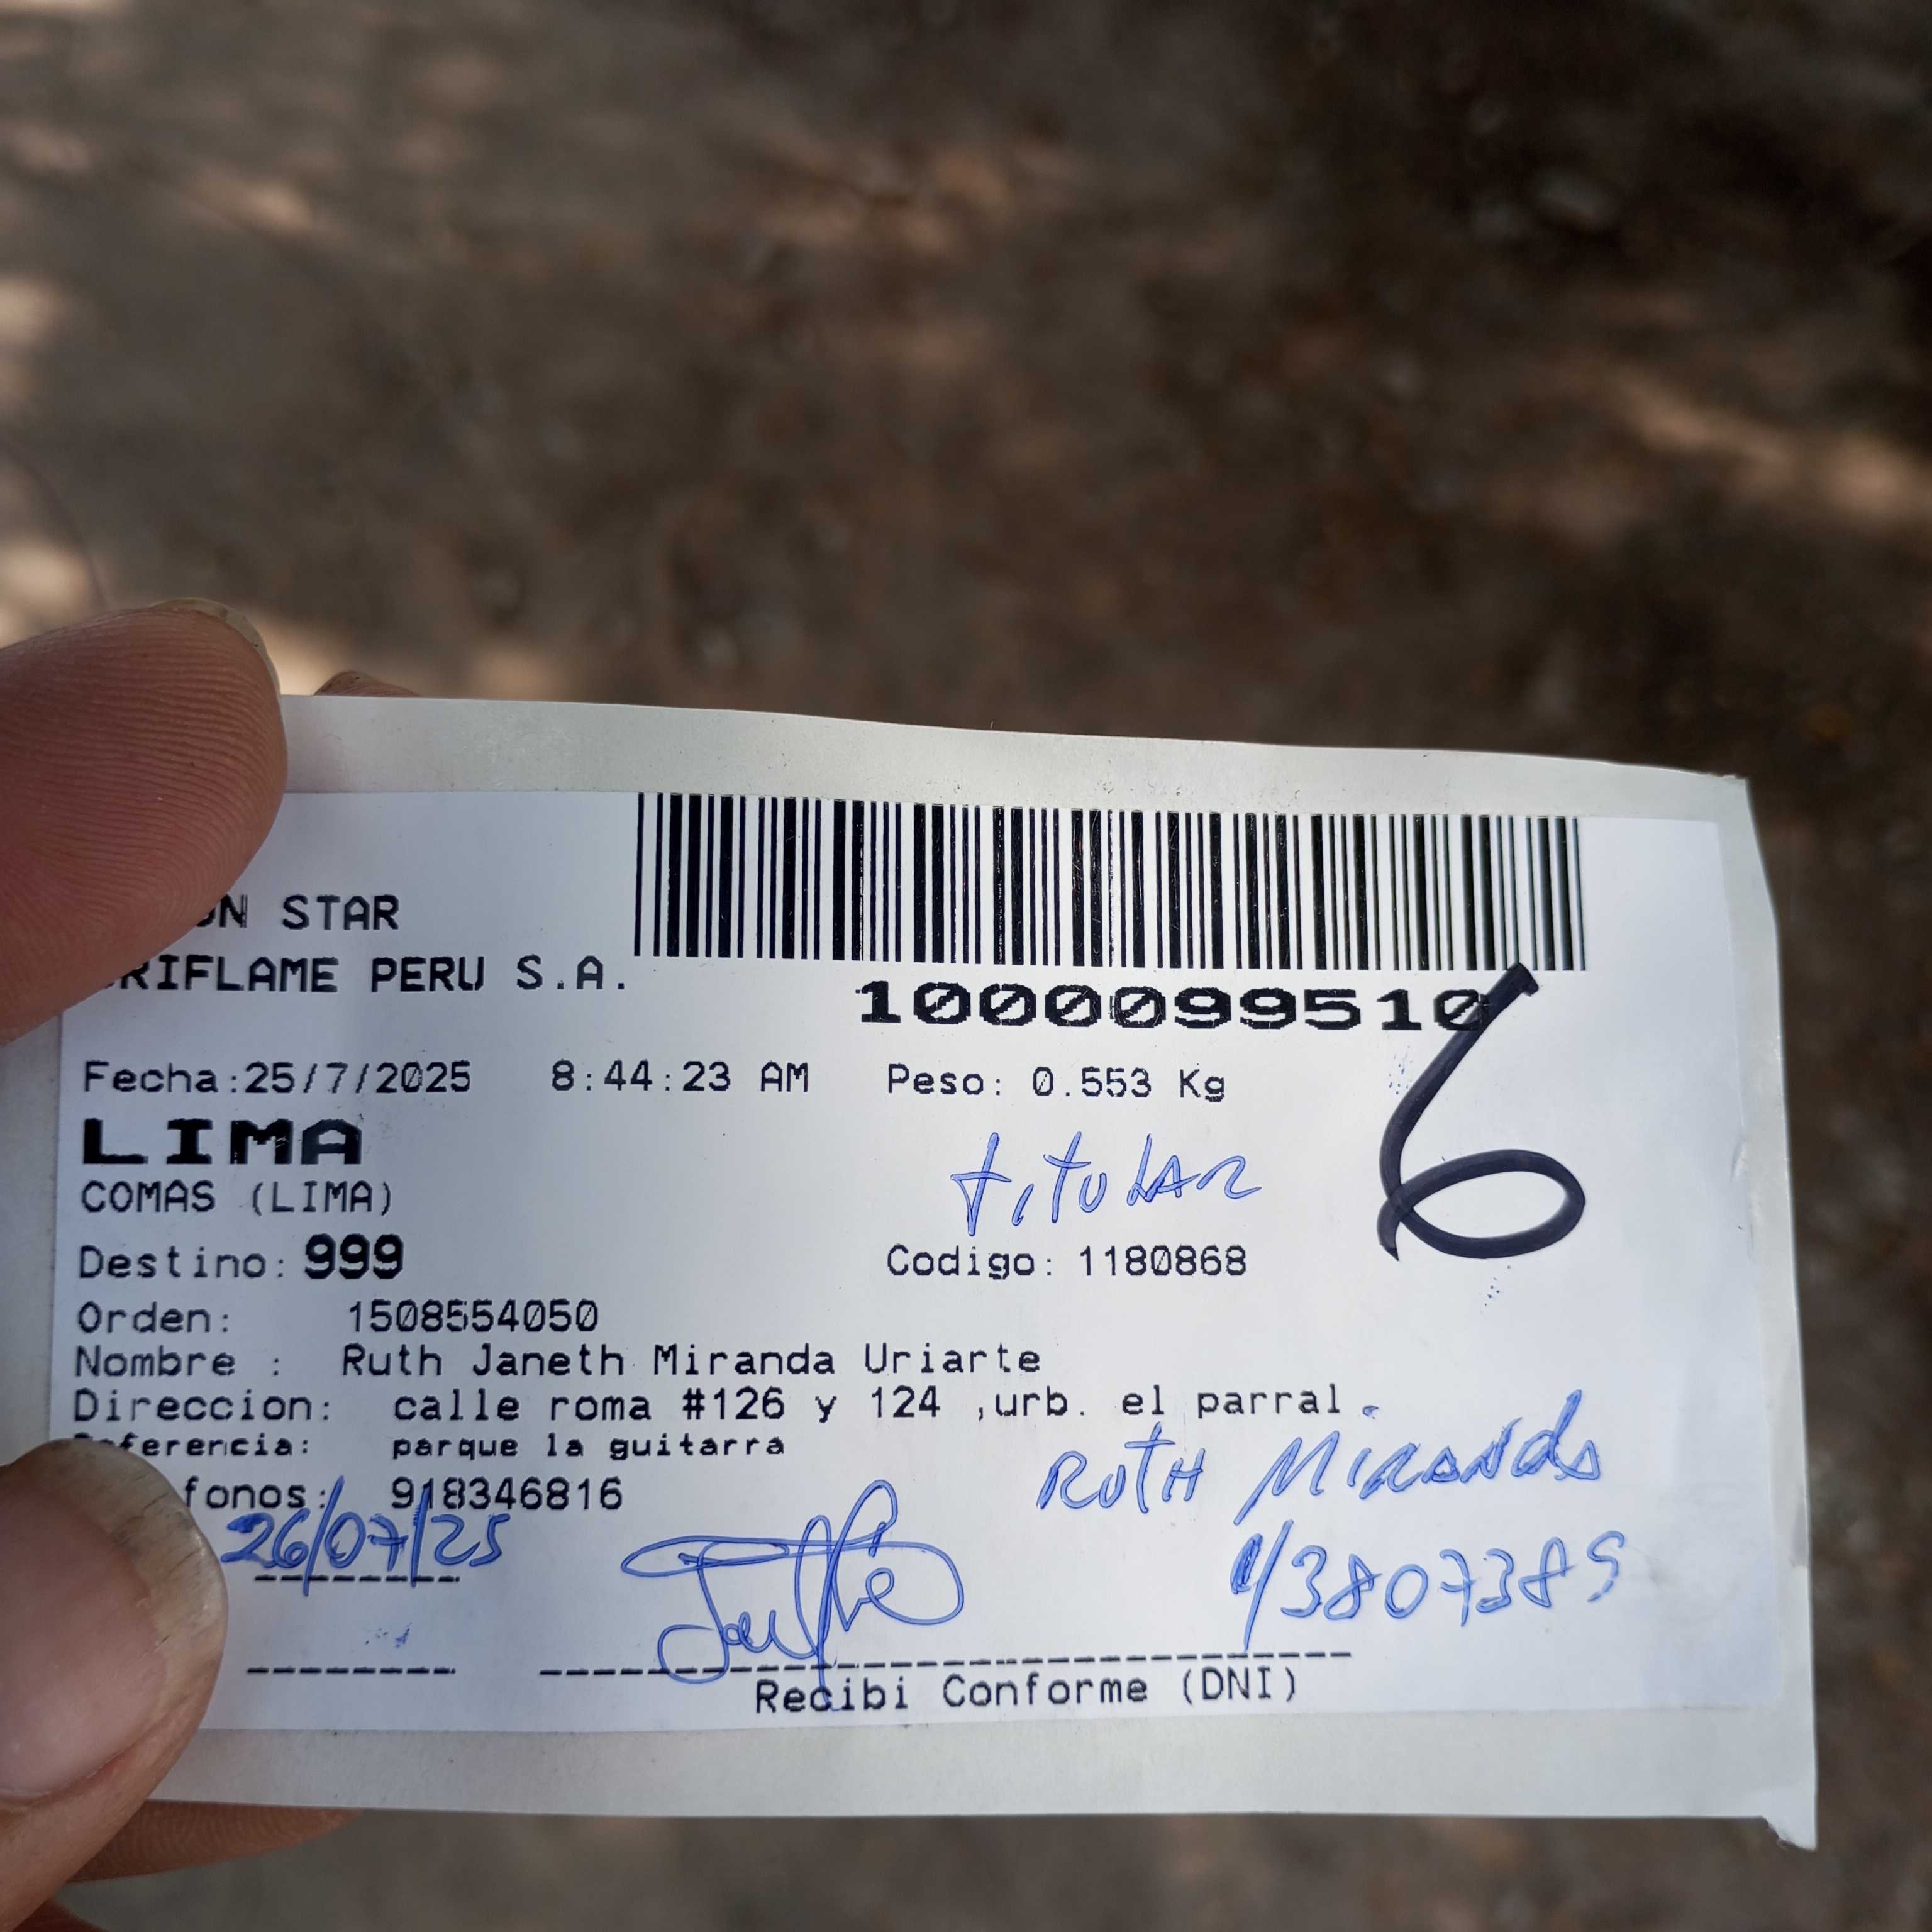 STAR
RIFLAME PERU S.A.
1000099510
Fecha:25/7/2025 8:44:23 AM Peso: 0.553 Kg
6
LIMA
COMAS (LIMA)
titular
Destino: 999 Codigo: 1180868
Orden: 1508554050
Nombre : Ruth Janeth Miranda Uriarte
Direccion: calle roma #126 y 124 ,urb. el parral.
ferencia: parque la guitarra
fonos: 918346816
Ruth Miranda
26/07/25
Recibi Conforme (DNI)